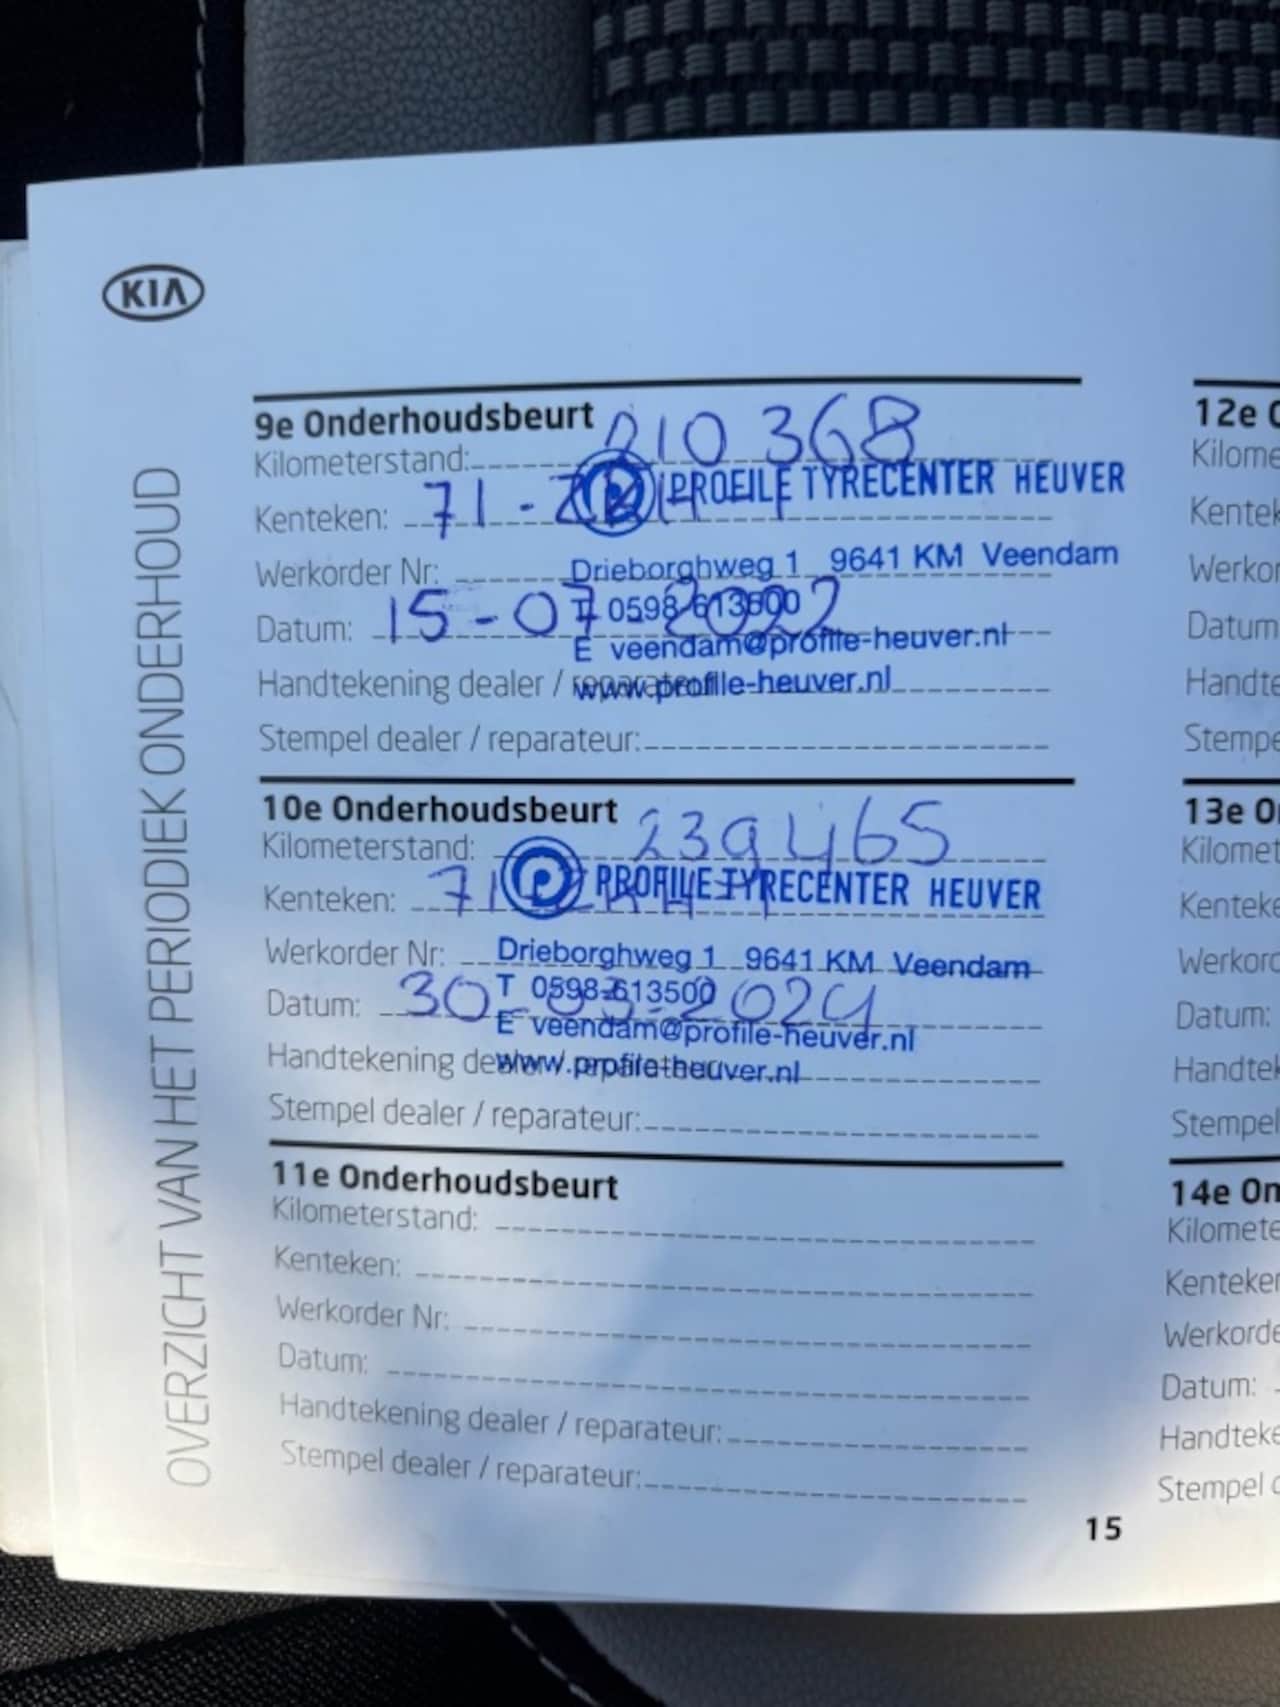 KIA
OVERZICHT VAN HET PERIODIEK ONDERHOUD
9e Onderhoudsbeurt
Kilometerstand: 210 368
Kenteken: 71-
PROFILE TYRECENTER HEUVER
Werkorder Nr:
Drieborghweg 1 9641 KM Veendam
T 0598-613500
Datum: 15-07 2022
E veendam@profile-heuver.nl
Handtekening dealer / reparateur:
www.profile-heuver.nl
Stempel dealer / reparateur:
10e Onderhoudsbeurt
Kilometerstand: 239465
Kenteken: 71
PROFILE TYRECENTER HEUVER
Werkorder Nr:
Drieborghweg 1 9641 KM Veendam
T 0598-613500
Datum: 30-05-2024
E veendam@profile-heuver.nl
Handtekening dealer / reparateur:
www.profile-heuver.nl
Stempel dealer / reparateur:
11e Onderhoudsbeurt
Kilometerstand:
Kenteken:
Werkorder Nr:
Datum:
Handtekening dealer / reparateur:
Stempel dealer / reparateur:
12e O
Kilome
Kentek
Werkor
Datum
Handte
Stempe
13e O
Kilomet
Kenteke
Werkord
Datum:
Handtek
Stempel
14e On
Kilomete
Kenteken
Werkorde
Datum:
Handteke
Stempel d
15